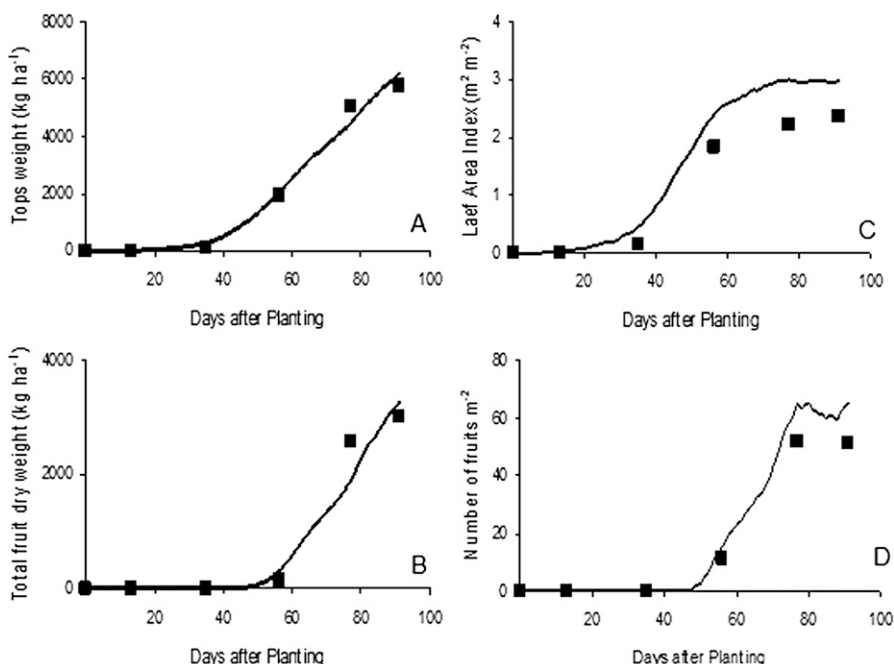 Tops weight (kg ha-1)
8000
6000
4000
2000
0
20 40 60 80 100
Days after Planting
A
Laef Area Index (m2 m-2)
4
3
2
1
0
20 40 60 80 100
Days after Planting
C
Total fruit dry weight (kg ha-1)
4000
2000
0
20 40 60 80 100
Days after Planting
B
Number of fruits m-2
80
60
40
20
0
20 40 60 80 100
Days after Planting
D